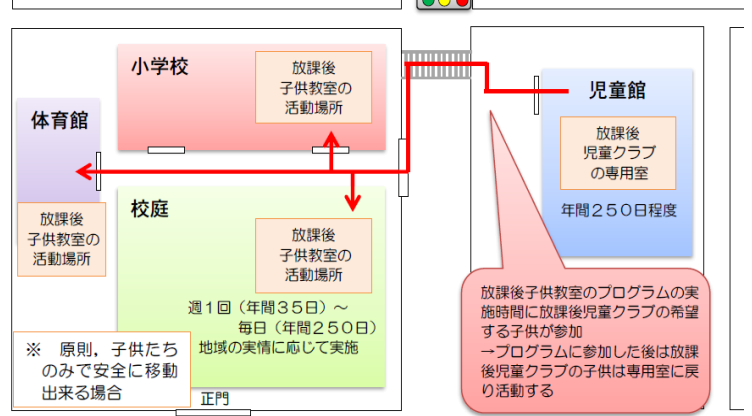 小学校
放課後
子供教室の
活動場所
体育館
放課後
子供教室の
活動場所
校庭
放課後
子供教室の
活動場所
週１回（年間３５日）～
毎日（年間２５０日）
地域の実情に応じて実施
※　原則，子供たち
のみで安全に移動
出来る場合
正門
児童館
放課後
児童クラブ
の専用室
年間２５０日程度
放課後子供教室のプログラムの実
施時間に放課後児童クラブの希望
する子供が参加
→プログラムに参加した後は放課
後児童クラブの子供は専用室に戻
り活動する